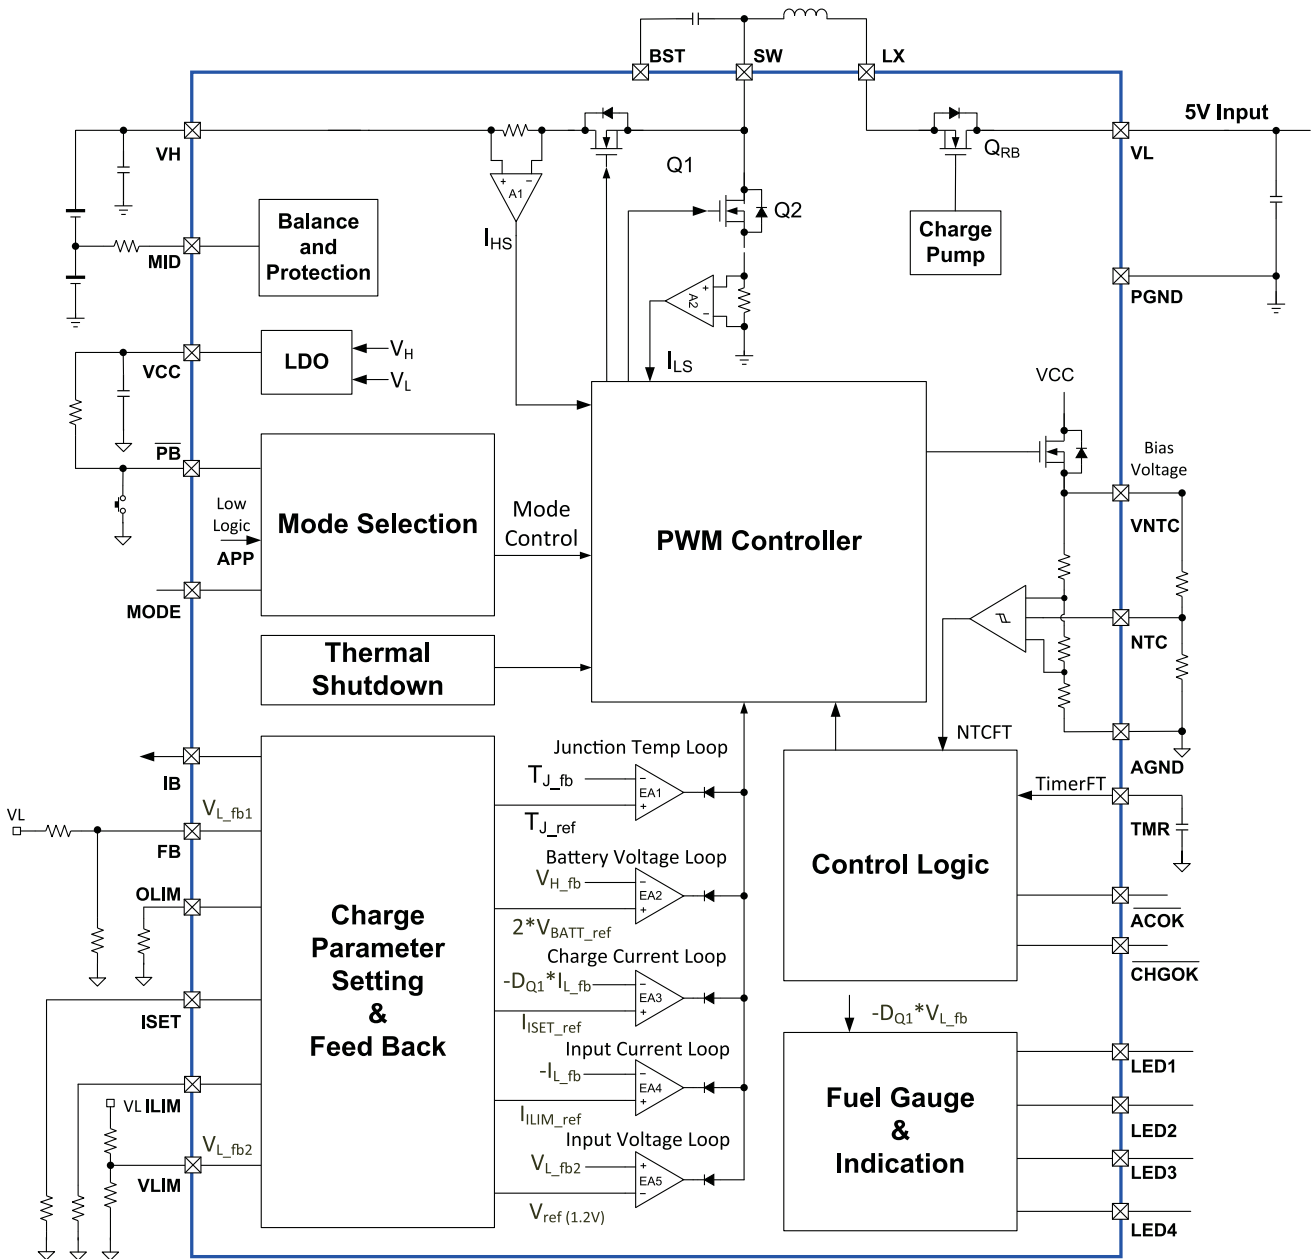 BST
SW
LX
5V Input
VH
VL
Q1
QRB
A1
+ −
Q2
Balance
and
Protection
Charge
Pump
IHS
MID
PGND
A2
+ −
LDO
VH
VL
VCC
ILS
VCC
PB
Bias
Voltage
Low
Logic
APP
Mode Selection
Mode
Control
PWM Controller
VNTC
MODE
NTC
Thermal
Shutdown
NTCFT
AGND
IB
Junction Temp Loop
TJ_fb
−
EA1
+
TJ_ref
TimerFT
TMR
VL
VL_fb1
FB
Battery Voltage Loop
VH_fb
−
EA2
+
2*VBATT_ref
Control Logic
OLIM
ACOK
Charge
Parameter
Setting
&
Feed Back
Charge Current Loop
-DQ1*IL_fb
−
EA3
+
IISET_ref
CHGOK
ISET
-DQ1*VL_fb
Input Current Loop
-IL_fb
−
EA4
+
IILIM_ref
LED1
VL
ILIM
Fuel Gauge
&
Indication
LED2
VL_fb2
Input Voltage Loop
VL_fb2
+
EA5
−
Vref (1.2V)
LED3
VLIM
LED4